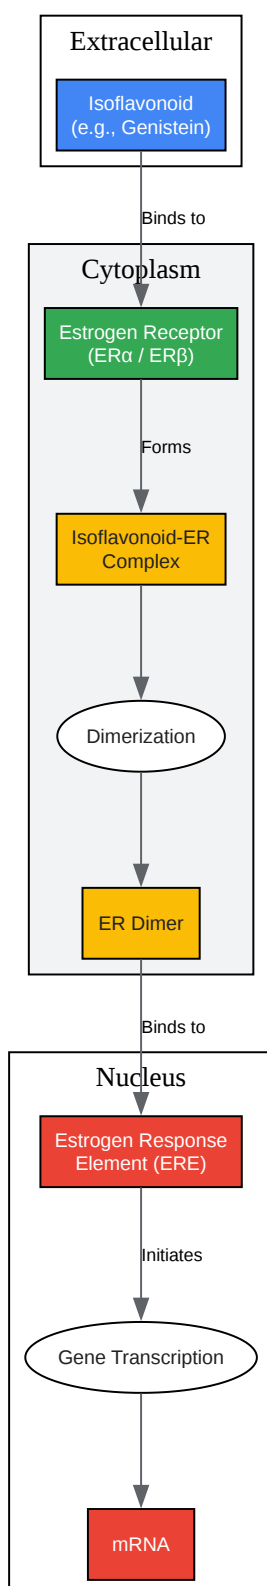 Extracellular
Isoflavonoid
(e.g., Genistein)
Binds to
Cytoplasm
Estrogen Receptor
(ERα / ERβ)
Forms
Isoflavonoid-ER
Complex
Dimerization
ER Dimer
Binds to
Nucleus
Estrogen Response
Element (ERE)
Initiates
Gene Transcription
mRNA